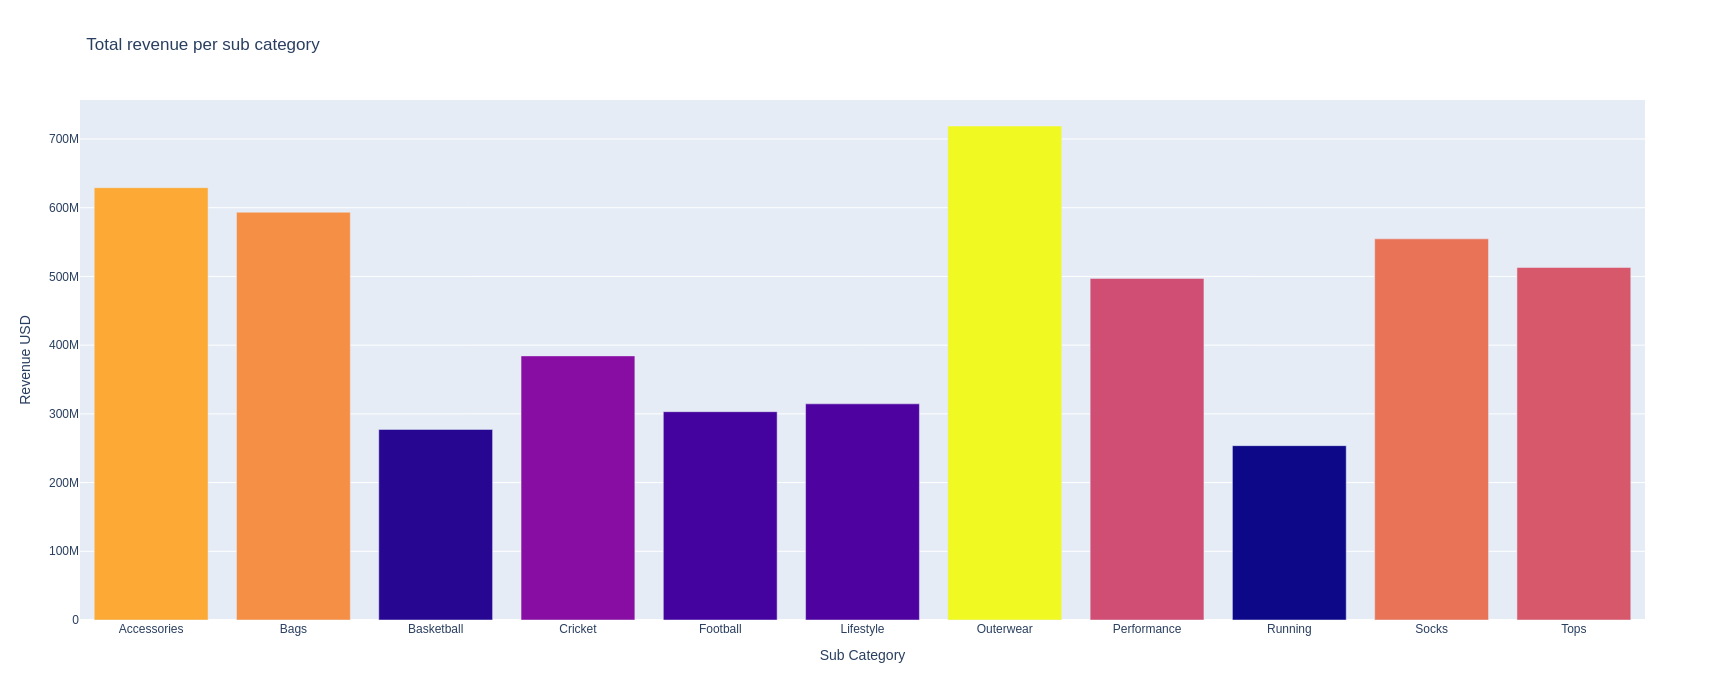 Total revenue per sub category
700M
600M
500M
400M
300M
200M
100M
0
Revenue USD
Accessories Bags Basketball Cricket Football Lifestyle Outerwear Performance Running Socks Tops
Sub Category